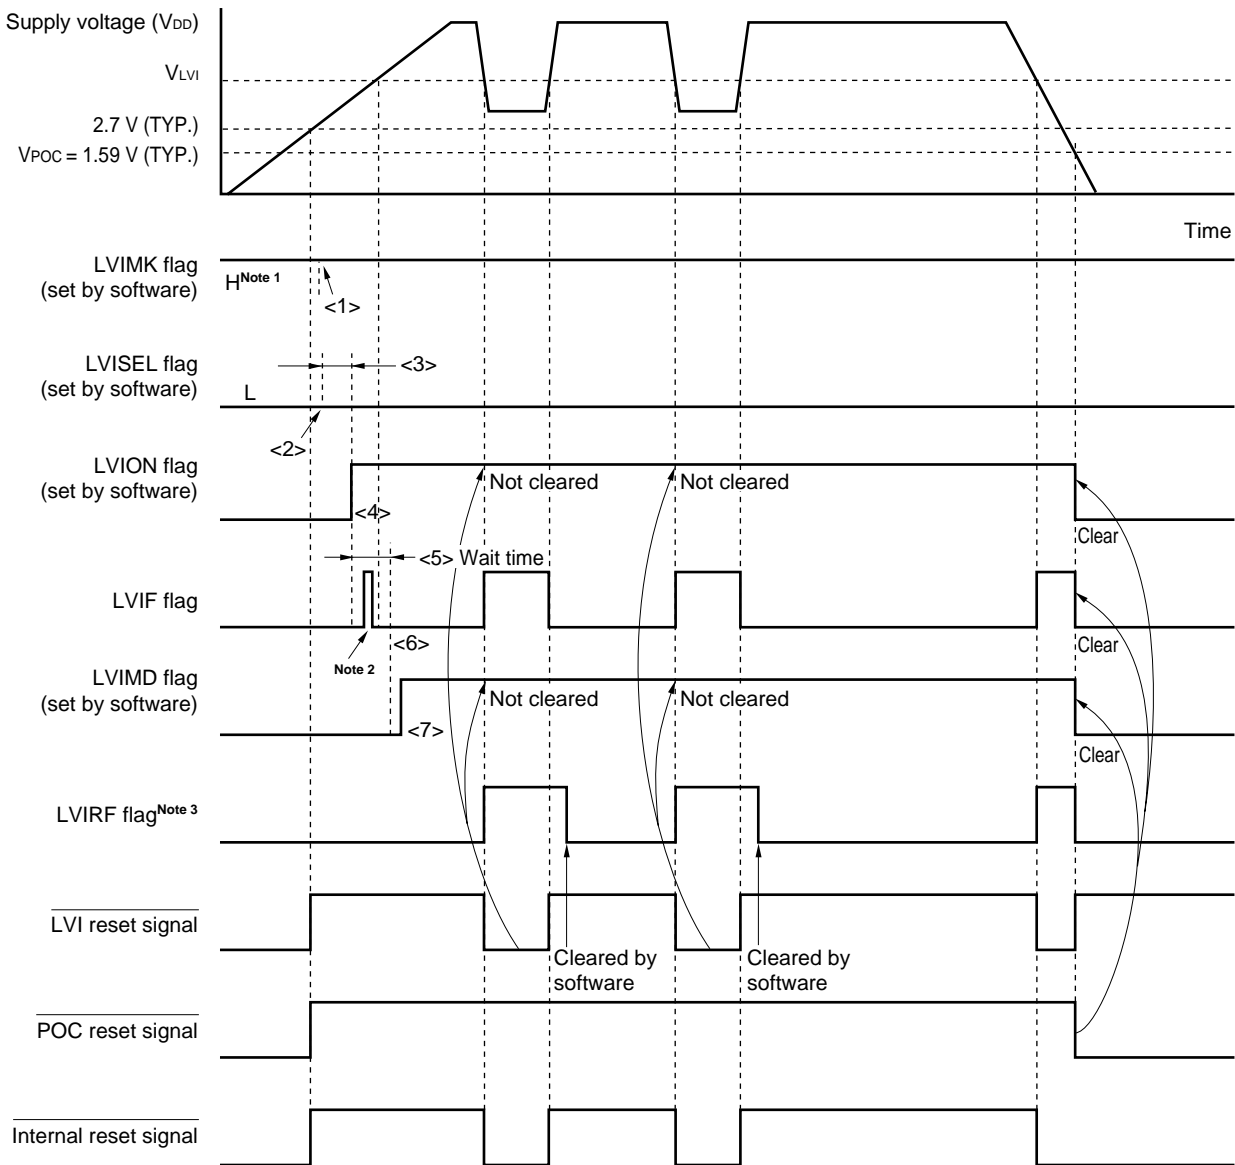 Supply voltage (VDD)
VLVI
2.7 V (TYP.)
VPOC = 1.59 V (TYP.)
Time
LVIMK flag
(set by software)
HNote 1
<1>
LVISEL flag
(set by software)
<3>
L
<2>
LVION flag
(set by software)
Not cleared
Not cleared
<4>
Clear
<5> Wait time
LVIF flag
<6>
Clear
Note 2
LVIMD flag
(set by software)
Not cleared
Not cleared
<7>
Clear
LVIRF flagNote 3
LVI reset signal
Cleared by
software
Cleared by
software
POC reset signal
Internal reset signal